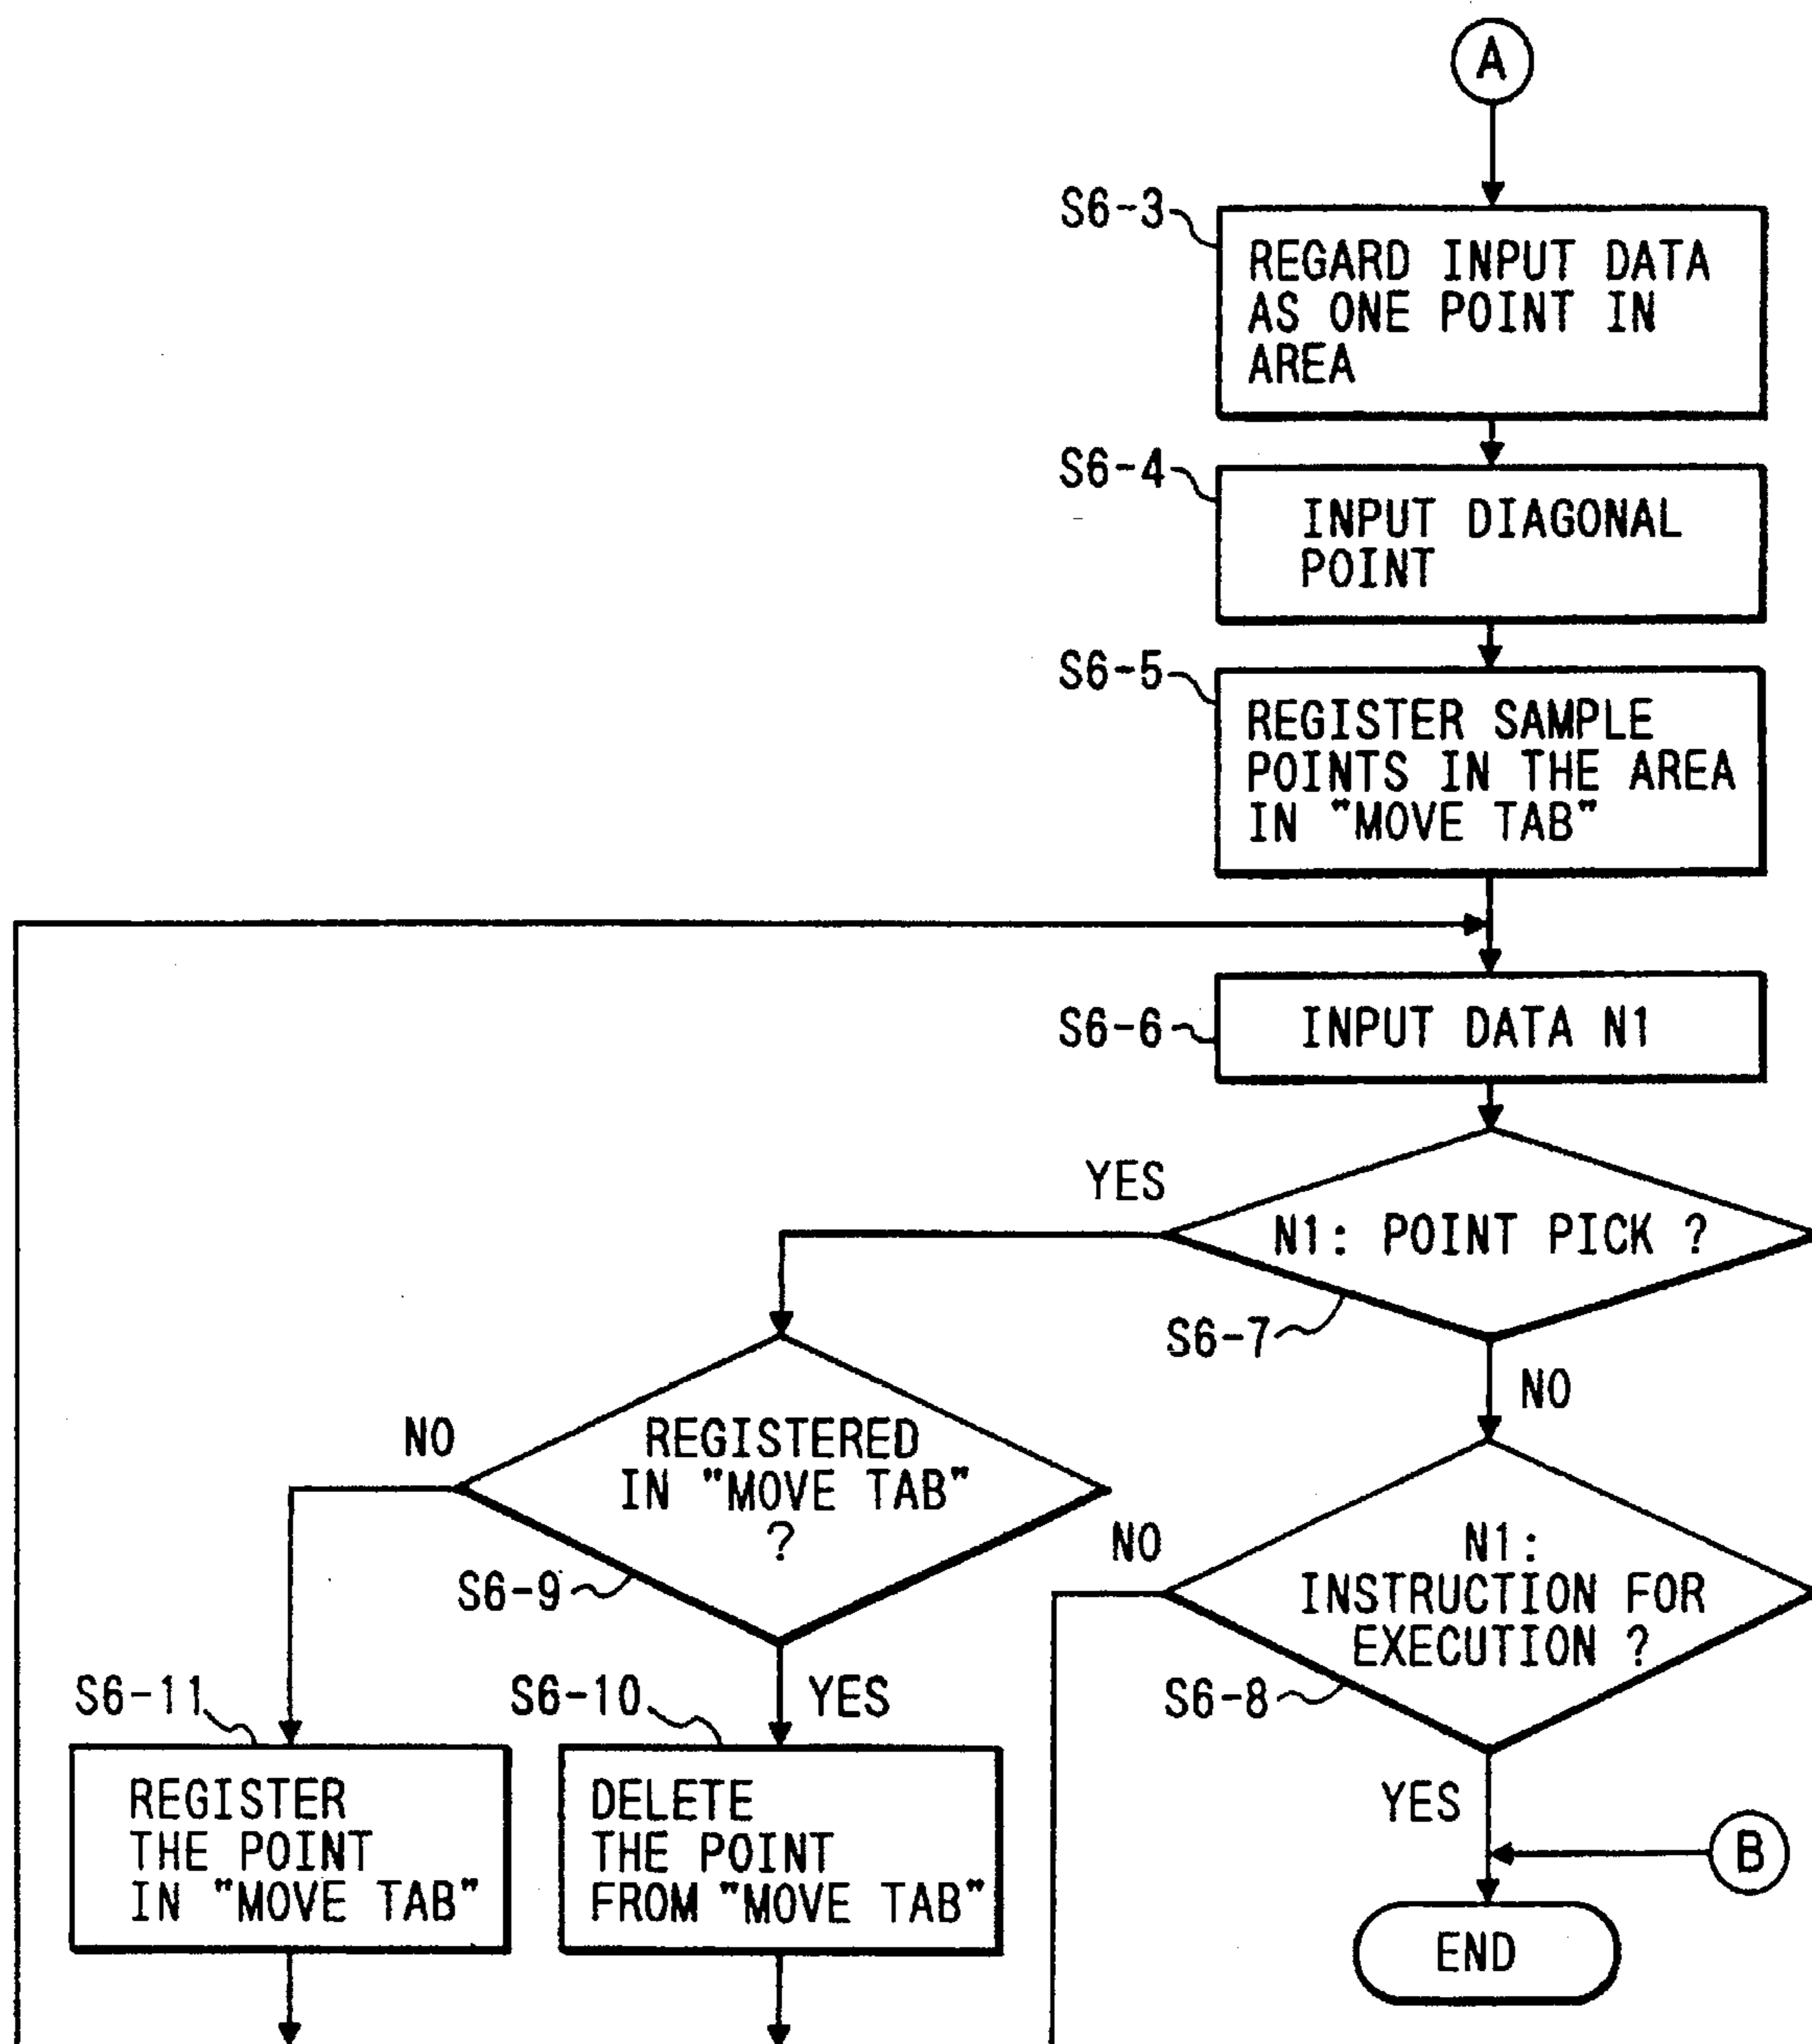 A
S6-3
REGARD INPUT DATA
AS ONE POINT IN
AREA
S6-4
INPUT DIAGONAL
POINT
S6-5
REGISTER SAMPLE
POINTS IN THE AREA
IN "MOVE TAB"
S6-6
INPUT DATA N1
YES
N1: POINT PICK ?
S6-7
NO
NO
REGISTERED
IN "MOVE TAB"
?
S6-9
NO
N1:
INSTRUCTION FOR
EXECUTION ?
S6-8
S6-11
S6-10
YES
REGISTER
THE POINT
IN "MOVE TAB"
DELETE
THE POINT
FROM "MOVE TAB"
YES
B
END